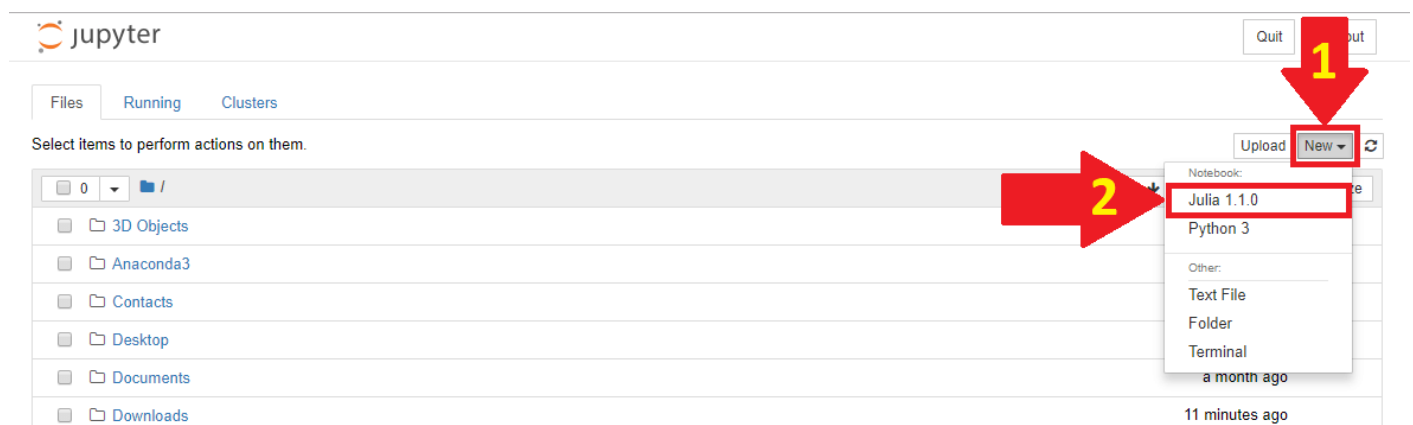 jupyter
Quit out
1
Files Running Clusters
Select items to perform actions on them.
Upload New
2
0 /
Notebook:
Julia 1.1.0
Python 3
Other:
Text File
Folder
Terminal
3D Objects
Anaconda3
Contacts
Desktop
Documents a month ago
Downloads 11 minutes ago